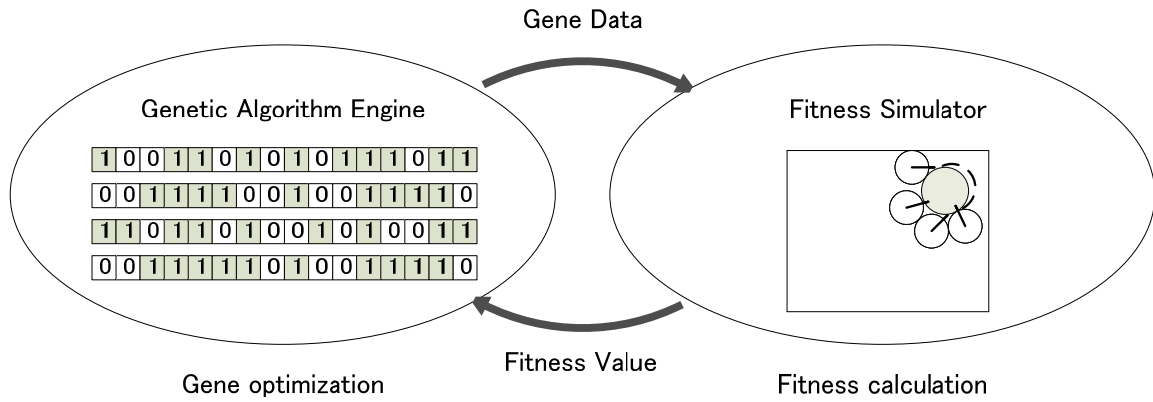 Gene Data
Genetic Algorithm Engine
1 0 0 1 1 0 1 0 1 0 1 1 1 0 1 1
0 0 1 1 1 1 0 0 1 0 0 1 1 1 1 0
1 1 0 1 1 0 1 0 0 1 0 1 0 0 1 1
0 0 1 1 1 1 1 0 1 0 0 1 1 1 1 0
Fitness Simulator
Fitness Value
Gene optimization
Fitness calculation